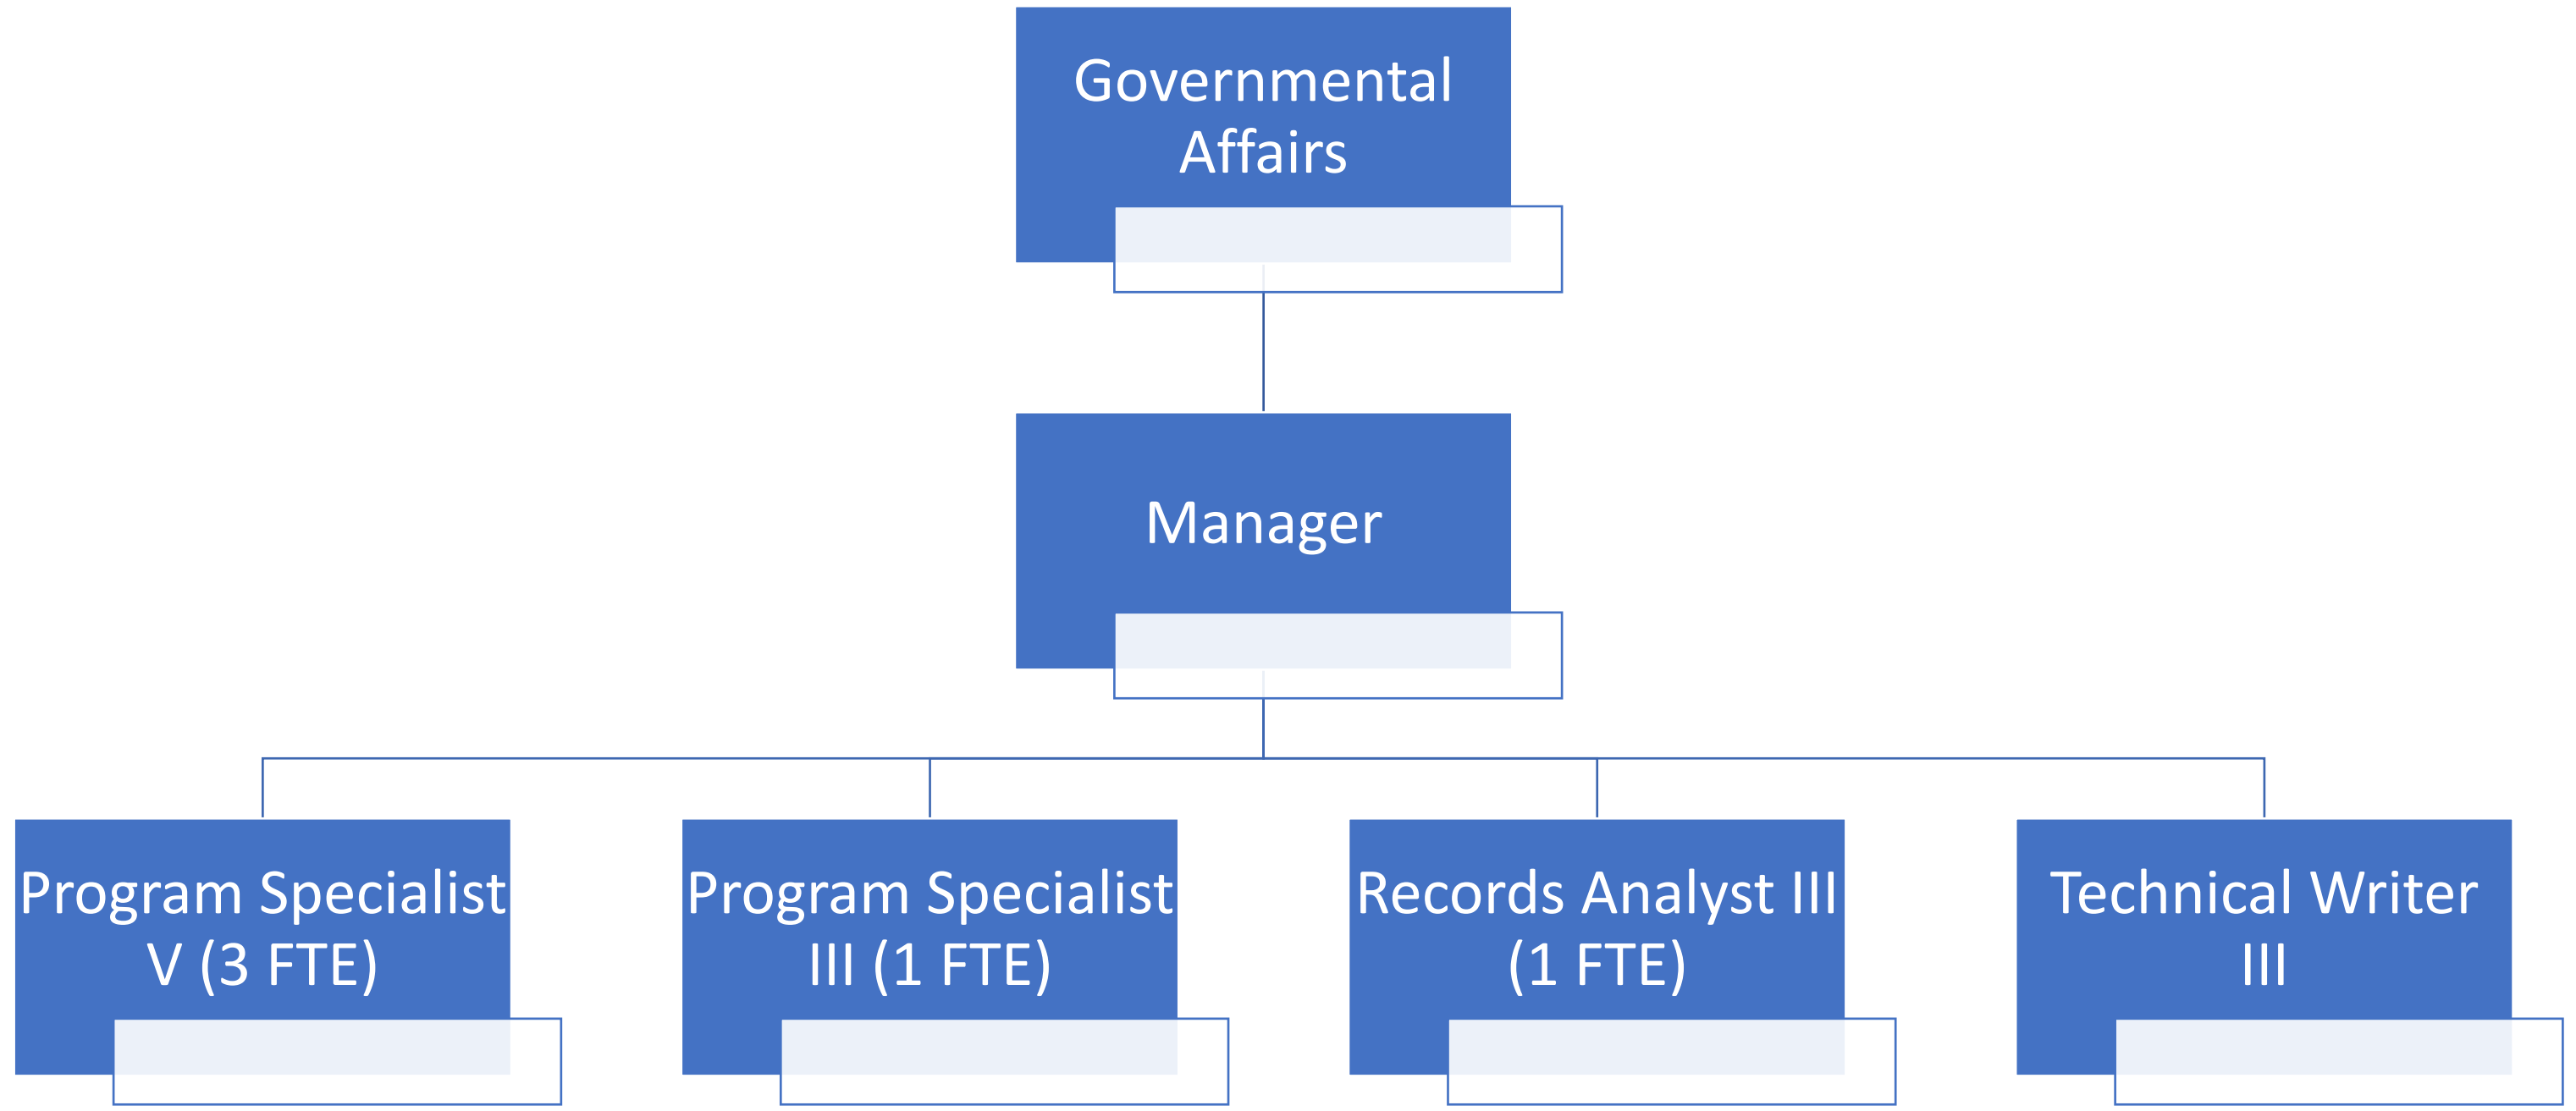 Governmental
Affairs
Manager
Program Specialist
V (3 FTE)
Program Specialist
III (1 FTE)
Records Analyst III
(1 FTE)
Technical Writer
III